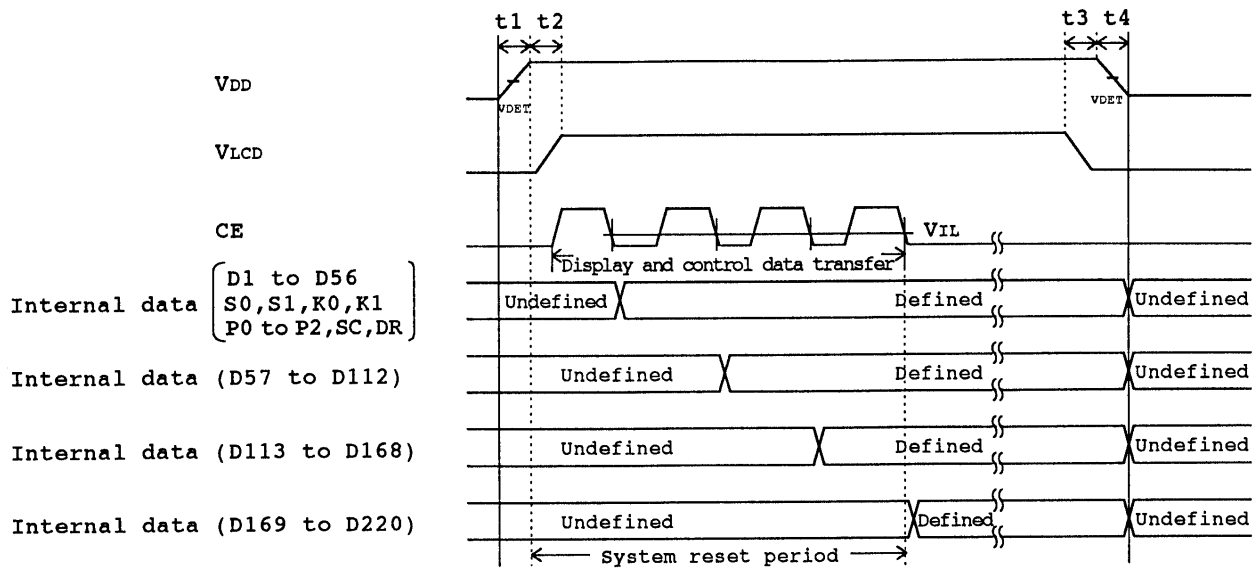 t1 t2 t3 t4
VDD
VDET VDET
VLCD
CE
VIL
Display and control data transfer
D1 to D56
Internal data S0,S1,K0,K1 Undefined Defined Undefined
P0 to P2,SC,DR
Internal data (D57 to D112) Undefined Defined Undefined
Internal data (D113 to D168) Undefined Defined Undefined
Internal data (D169 to D220) Undefined Defined Undefined
System reset period